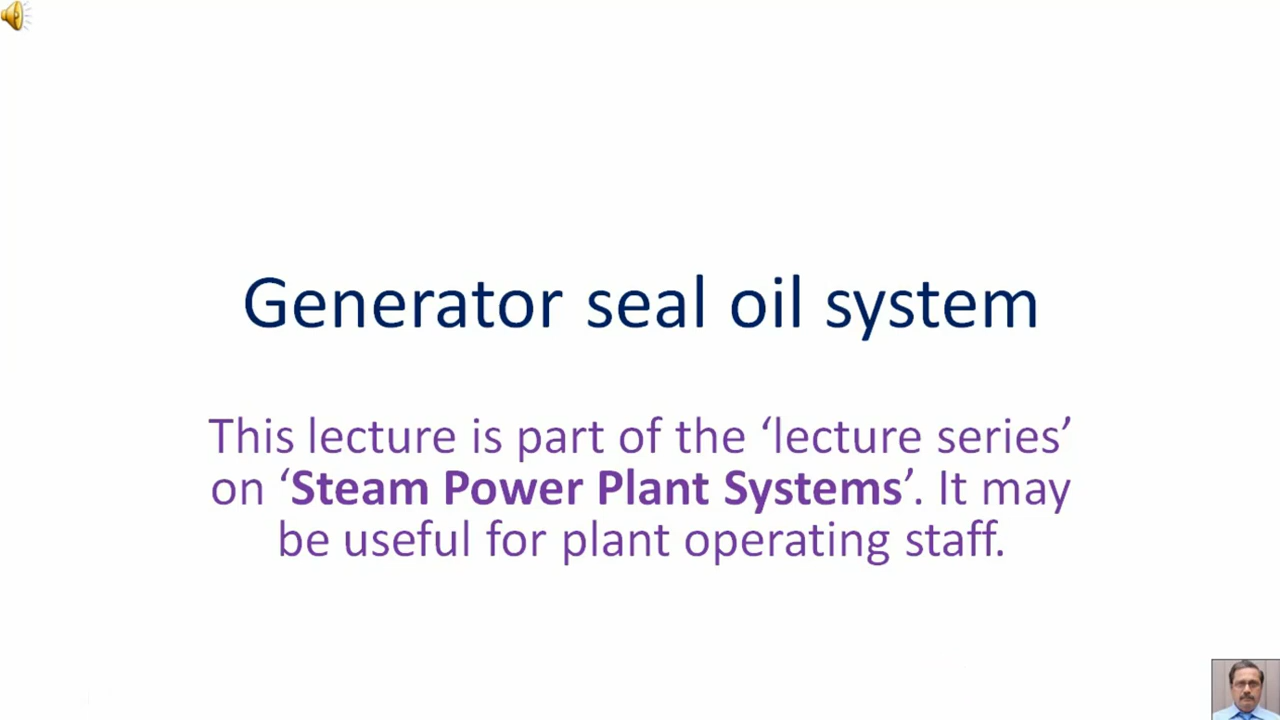 Generator seal oil system
This lecture is part of the ‘lecture series’
on ‘Steam Power Plant Systems’. It may
be useful for plant operating staff.